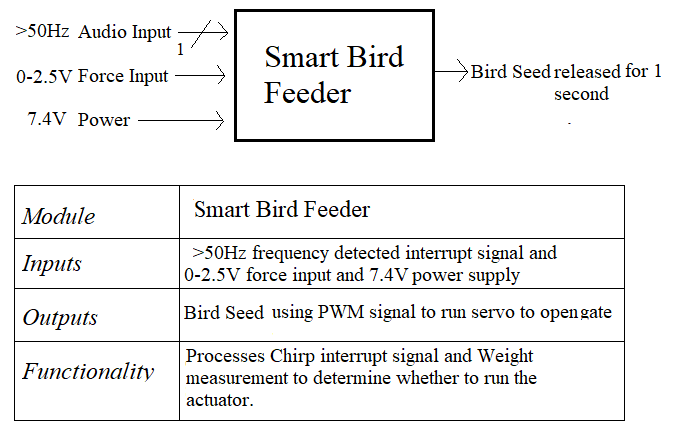 >50Hz Audio Input
1
0-2.5V Force Input
7.4V Power
Smart Bird
Feeder
Bird Seed released for 1
second
Module
Smart Bird Feeder
Inputs
>50Hz frequency detected interrupt signal and
0-2.5V force input and 7.4V power supply
Outputs
Bird Seed using PWM signal to run servo to open gate
Functionality
Processes Chirp interrupt signal and Weight
measurement to determine whether to run the
actuator.